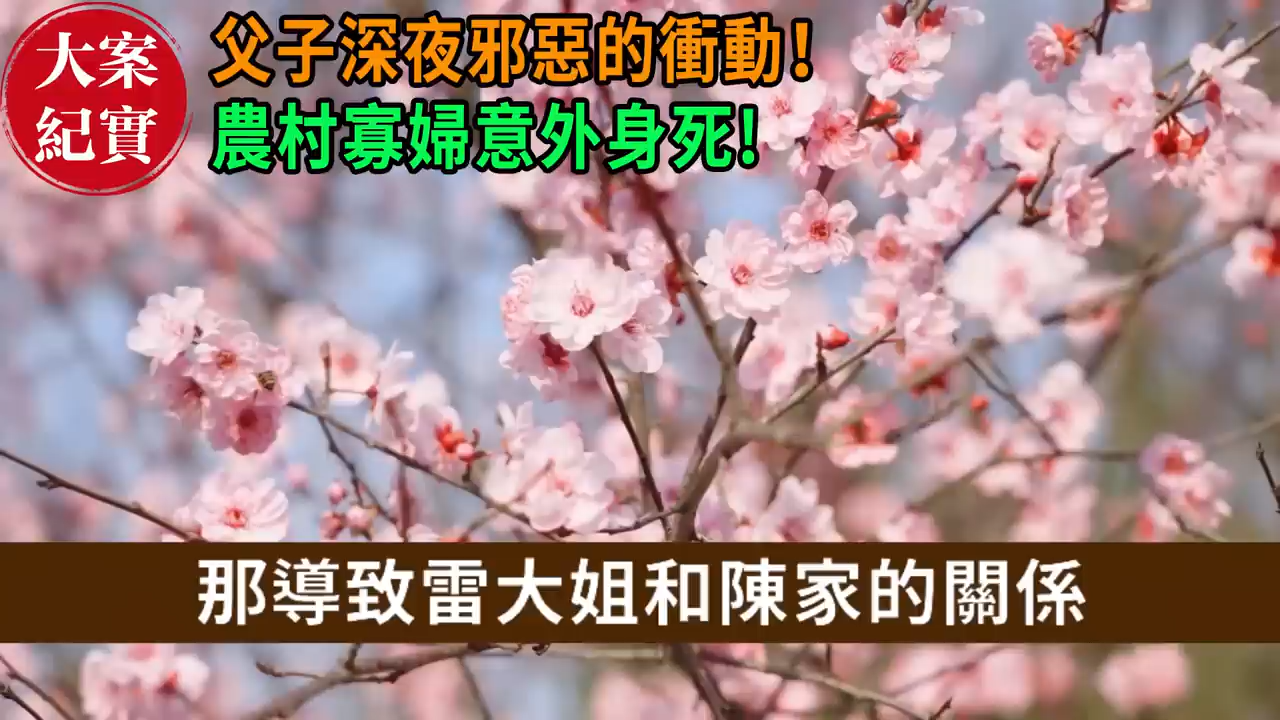 大案
紀實
父子深夜邪惡的衝動！
農村寡婦意外身死！
那導致雷大姐和陳家的關係